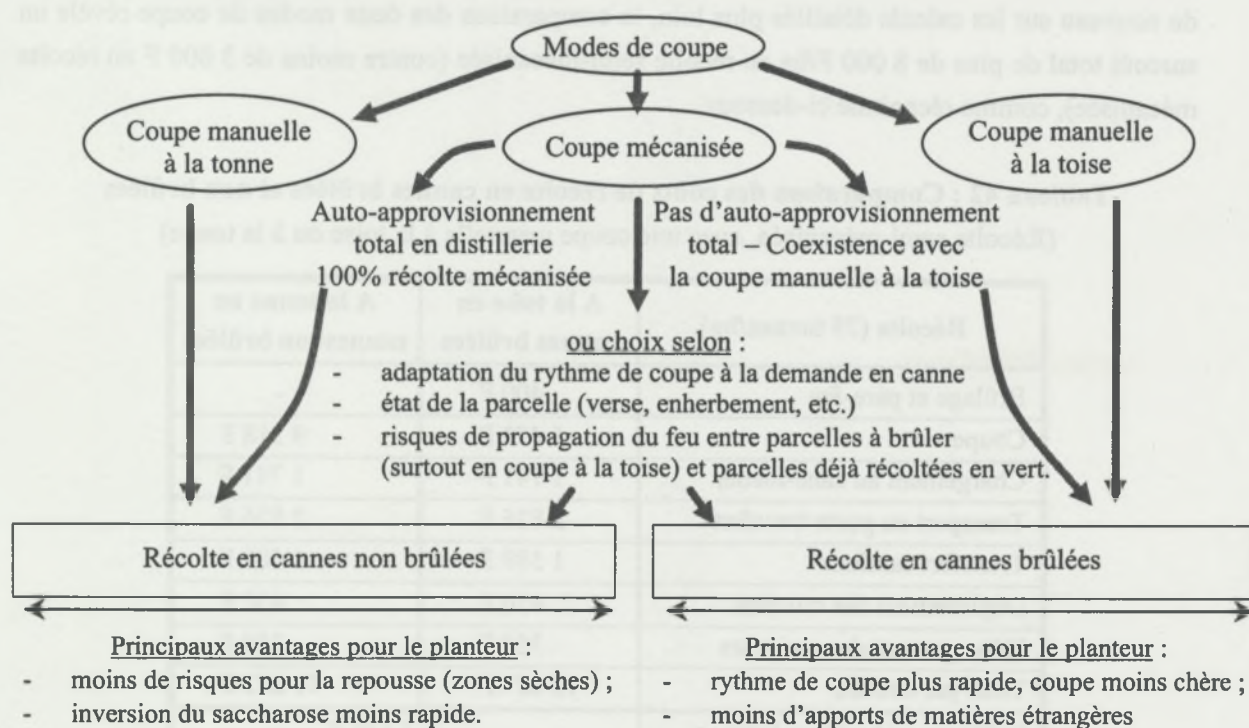 Modes de coupe
Coupe manuelle
à la tonne
Coupe mécanisée
Coupe manuelle
à la toise
Auto-approvisionnement
total en distillerie
100% récolte mécanisée
Pas d'auto-approvisionnement
total – Coexistence avec
la coupe manuelle à la toise
ou choix selon :
- adaptation du rythme de coupe à la demande en canne
- état de la parcelle (verse, enherbement, etc.)
- risques de propagation du feu entre parcelles à brûler
(surtout en coupe à la toise) et parcelles déjà récoltées en vert.
Récolte en cannes non brûlées
Récolte en cannes brûlées
Principaux avantages pour le planteur :
- moins de risques pour la repousse (zones sèches) ;
- inversion du saccharose moins rapide.
Principaux avantages pour le planteur :
- rythme de coupe plus rapide, coupe moins chère ;
- moins d'apports de matières étrangères